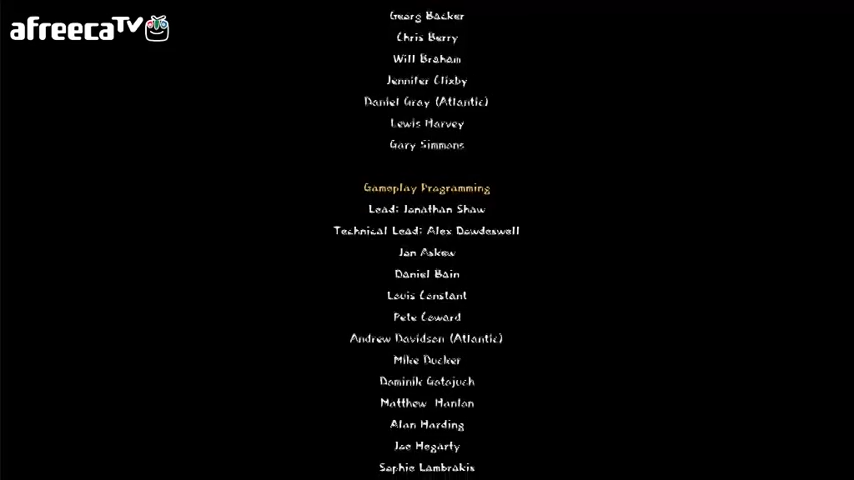 afreecaTV
Georg Backer
Chris Berry
Will Braham
Jennifer Clixby
Daniel Gray (Atlantic)
Lewis Harvey
Gary Simmons
Gameplay Programming
Lead: Jonathan Shaw
Technical Lead: Alex Dowdeswell
Jan Askew
Daniel Bain
Louis Constant
Pete Coward
Andrew Davidson (Atlantic)
Mike Ducker
Dominik Gotojuch
Matthew Hanlon
Alan Harding
Joe Hegarty
Sophie Lambrakis